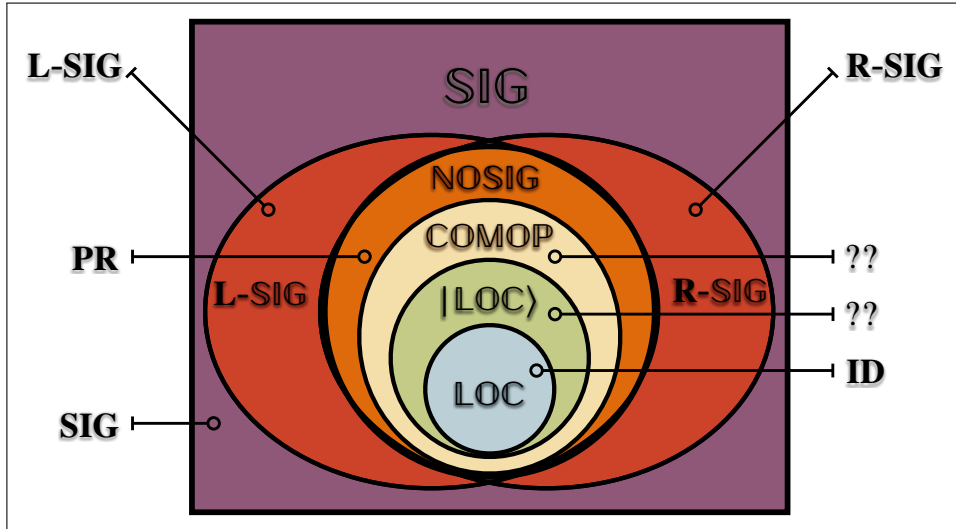 L-SIG
SIG
R-SIG
NOSIG
COMOP
PR
??
L-SIG
|LOC⟩
R-SIG
??
LOC
ID
SIG